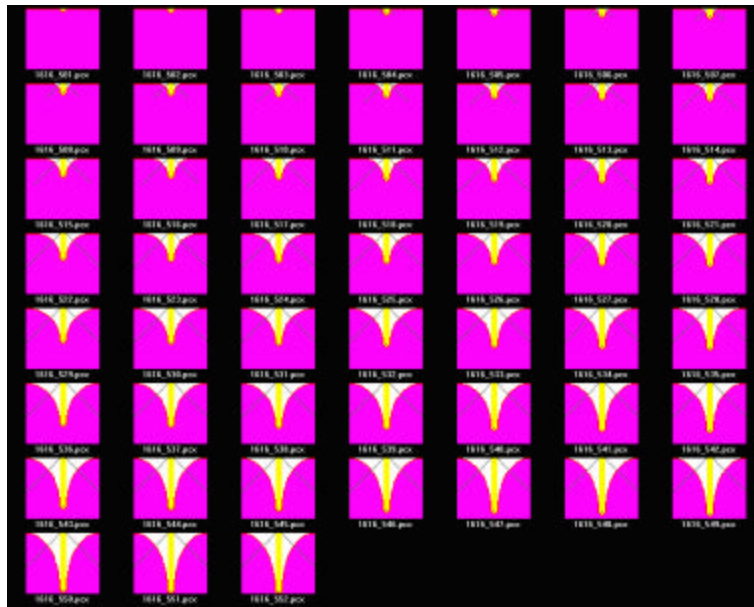 1616_501.pcx 1616_502.pcx 1616_503.pcx 1616_504.pcx 1616_505.pcx 1616_506.pcx 1616_507.pcx
1616_508.pcx 1616_509.pcx 1616_510.pcx 1616_511.pcx 1616_512.pcx 1616_513.pcx 1616_514.pcx
1616_515.pcx 1616_516.pcx 1616_517.pcx 1616_518.pcx 1616_519.pcx 1616_520.pcx 1616_521.pcx
1616_522.pcx 1616_523.pcx 1616_524.pcx 1616_525.pcx 1616_526.pcx 1616_527.pcx 1616_528.pcx
1616_529.pcx 1616_530.pcx 1616_531.pcx 1616_532.pcx 1616_533.pcx 1616_534.pcx 1616_535.pcx
1616_536.pcx 1616_537.pcx 1616_538.pcx 1616_539.pcx 1616_540.pcx 1616_541.pcx 1616_542.pcx
1616_543.pcx 1616_544.pcx 1616_545.pcx 1616_546.pcx 1616_547.pcx 1616_548.pcx 1616_549.pcx
1616_550.pcx 1616_551.pcx 1616_552.pcx